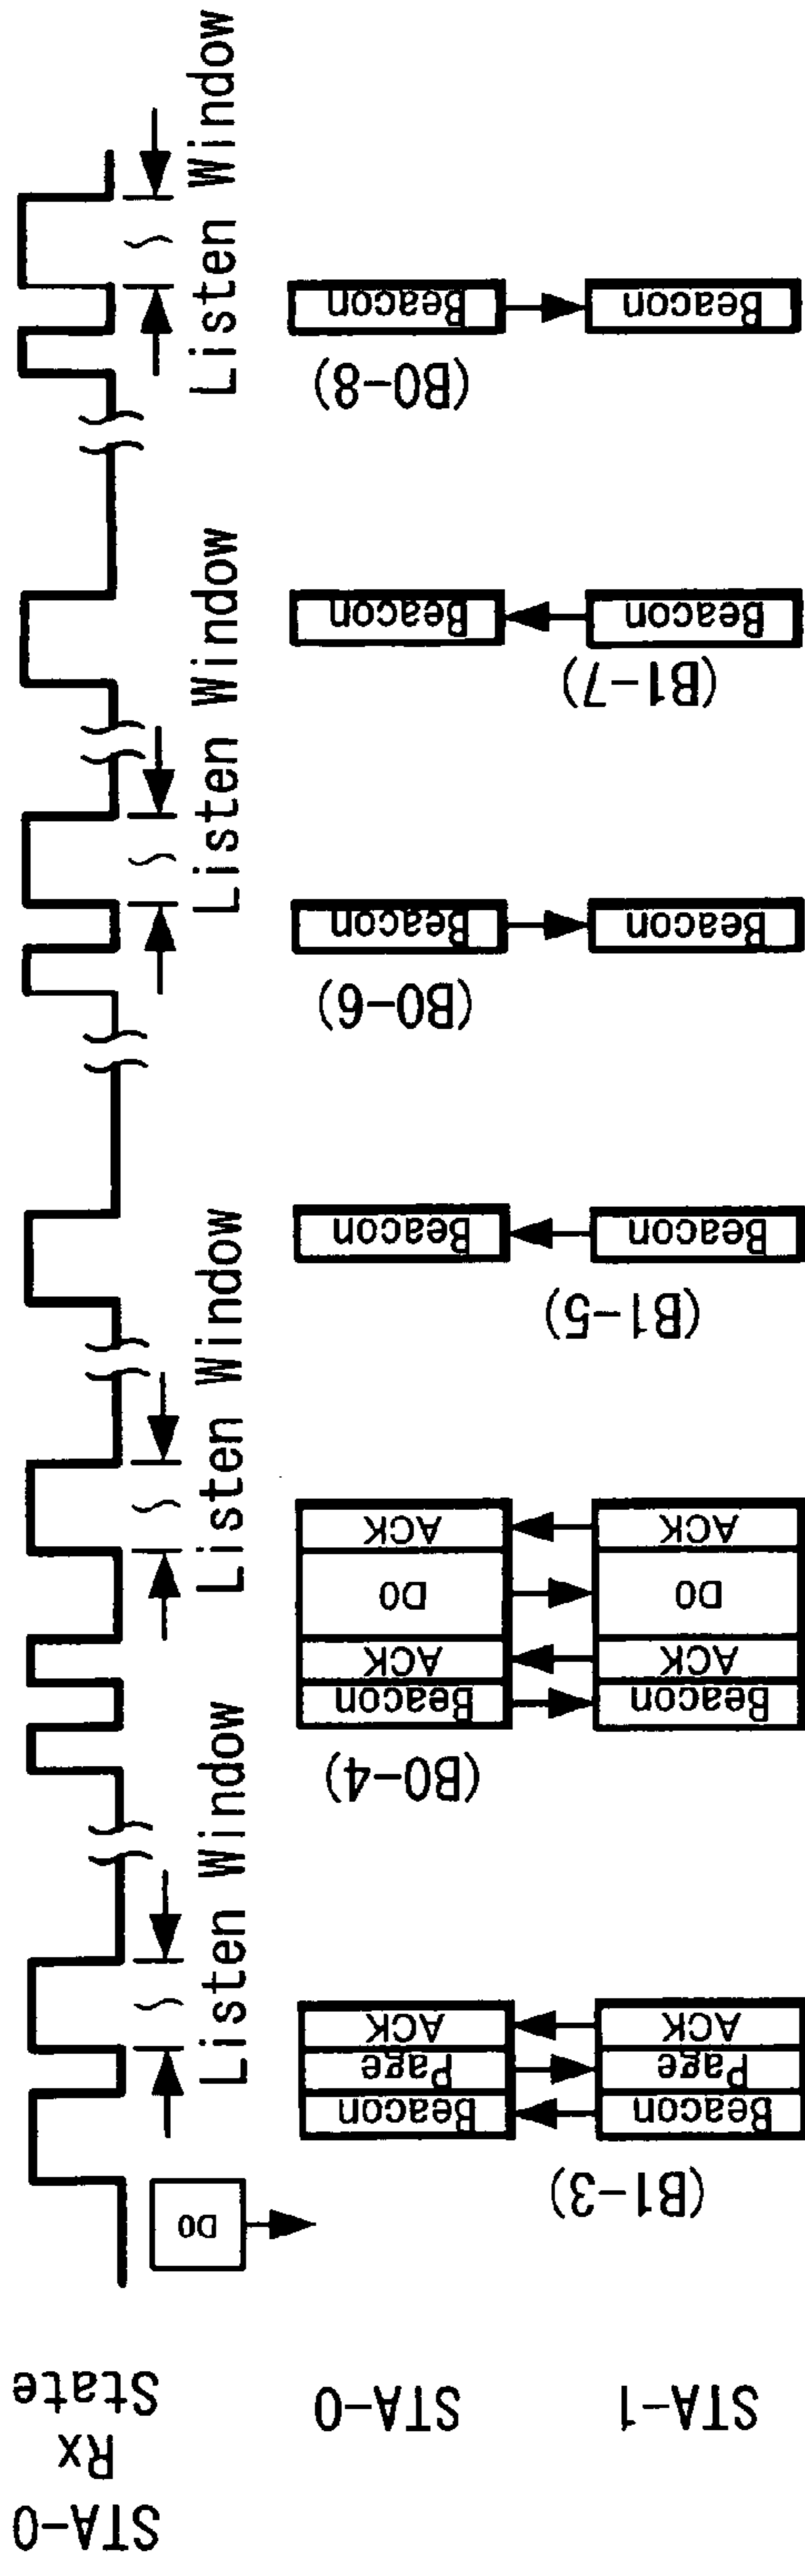 STA-0
Rx
State
D0
Listen Window
Listen Window
Listen Window
Listen Window
STA-0
Beacon
Page
ACK
(B0-4)
Beacon
ACK
D0
ACK
Beacon
(B0-6)
Beacon
Beacon
(B0-8)
Beacon
STA-1
(B1-3)
Beacon
Page
ACK
Beacon
ACK
D0
ACK
(B1-5)
Beacon
Beacon
(B1-7)
Beacon
Beacon